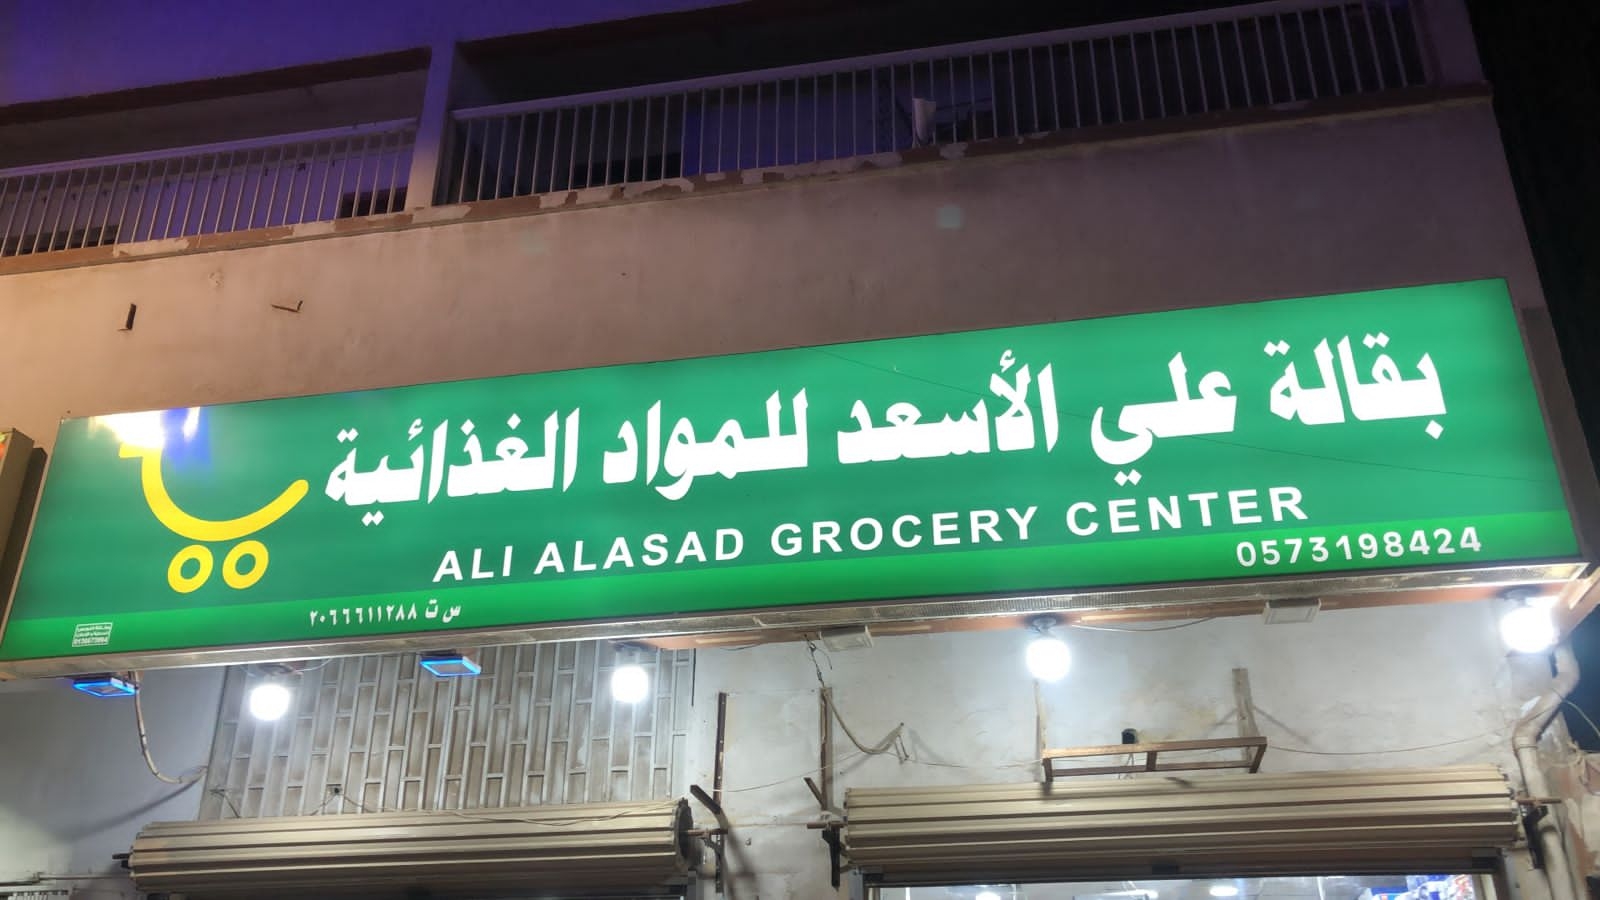 بقالة علي الأسعد للمواد الغذائية
ALI ALASAD GROCERY CENTER
0573198424
س ت ٢٠٦٦٦١١٢٨٨